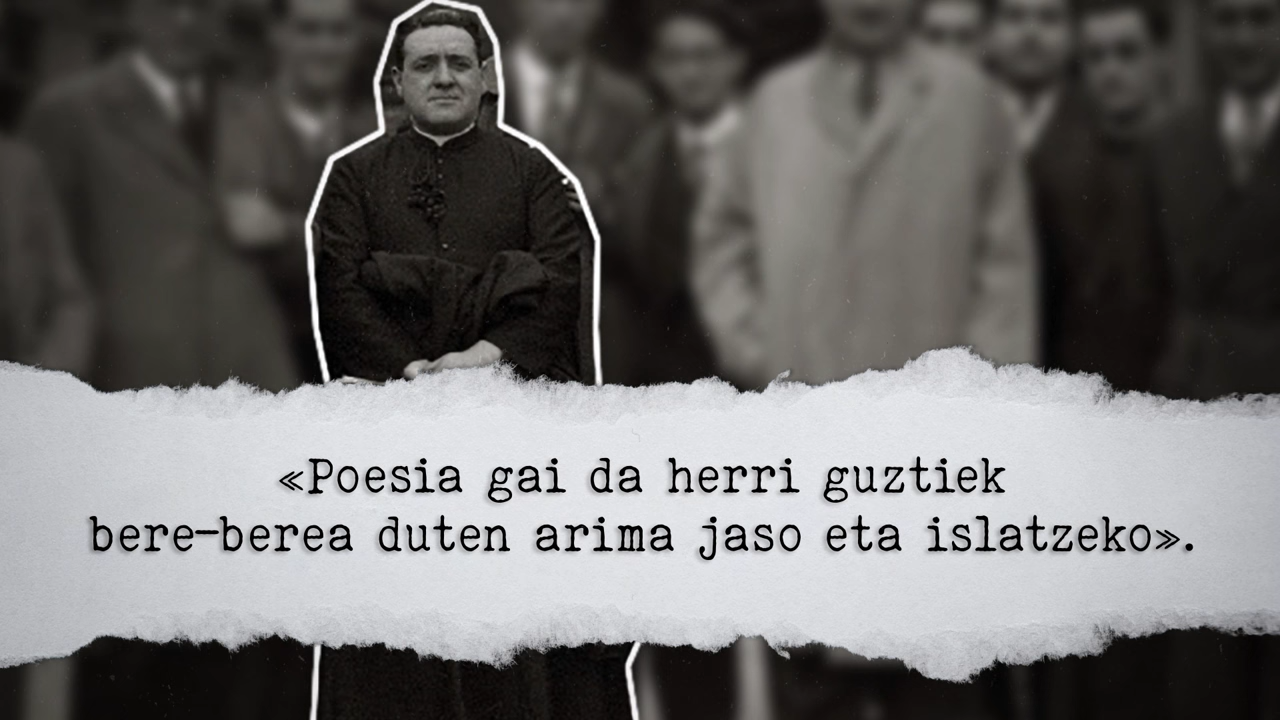 «Poesia gai da herri guztiek
bere-berea duten arima jaso eta islatzeko».